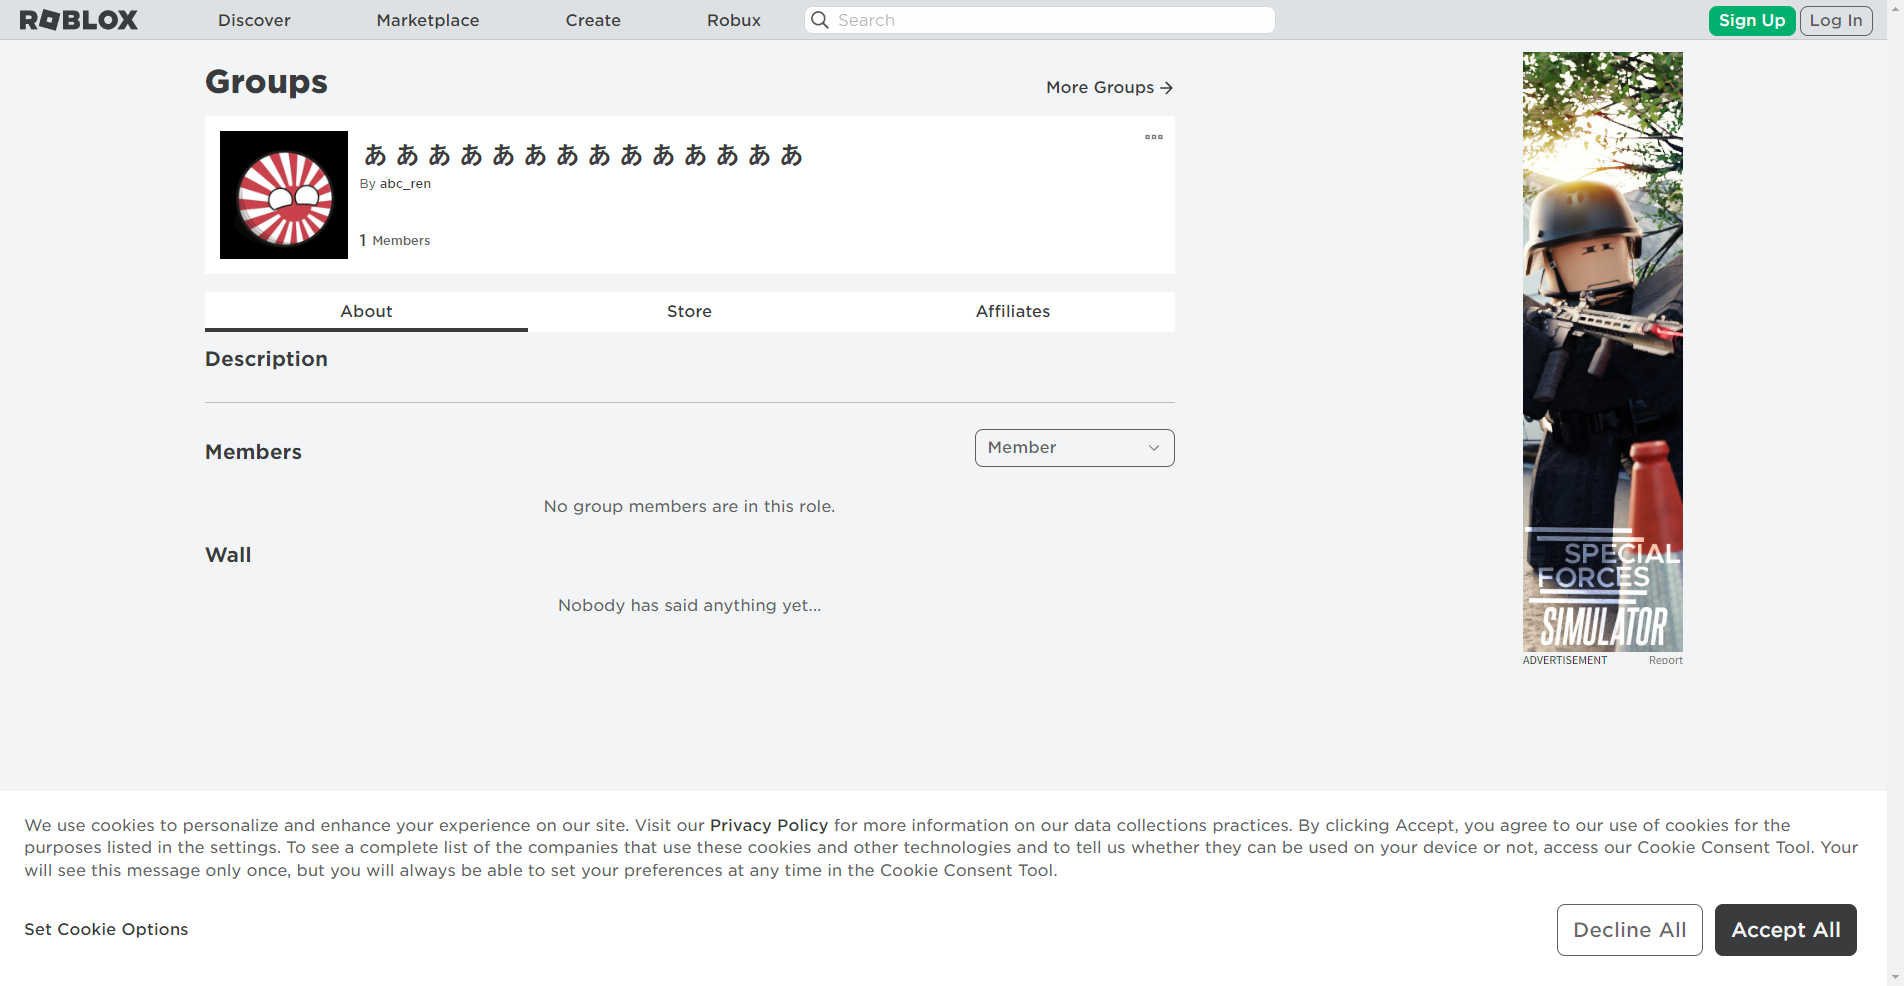 ROBLOX
Discover
Marketplace
Create
Robux
Search
Sign Up
Log In
Groups
More Groups
あああああああああああああああ
By abc_ren
1 Members
About
Store
Affiliates
Description
Members
Member
No group members are in this role.
Wall
Nobody has said anything yet...
SPECIAL
FORCES
SIMULATOR
ADVERTISEMENT
Report
We use cookies to personalize and enhance your experience on our site. Visit our Privacy Policy for more information on our data collections practices. By clicking Accept, you agree to our use of cookies for the
purposes listed in the settings. To see a complete list of the companies that use these cookies and other technologies and to tell us whether they can be used on your device or not, access our Cookie Consent Tool. Your
will see this message only once, but you will always be able to set your preferences at any time in the Cookie Consent Tool.
Set Cookie Options
Decline All
Accept All